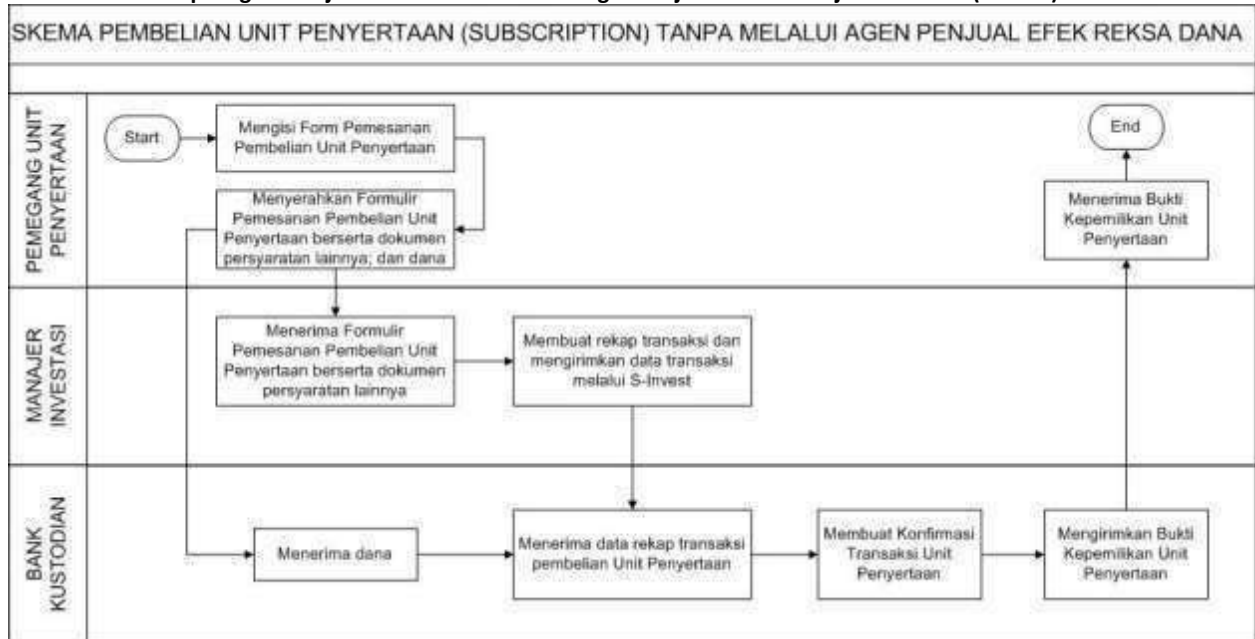 SKEMA PEMBELIAN UNIT PENYERTAAN (SUBSCRIPTION) TANPA MELALUI AGEN PENJUAL EFEK REKSA DANA
PEMEGANG UNIT
PENYERTAAN
Start
Mengisi Form Pemesanan
Pembelian Unit Penyertaan
Menyerahkan Formulir
Pemesanan Pembelian Unit
Penyertaan berserta dokumen
persyaratan lainnya; dan dana
End
Menerima Bukti
Kepemilikan Unit
Penyertaan
MANAJER
INVESTASI
Menerima Formulir
Pemesanan Pembelian Unit
Penyertaan berserta dokumen
persyaratan lainnya
Membuat rekap transaksi dan
mengirimkan data transaksi
melalui S-Invest
BANK
KUSTODIAN
Menerima dana
Menerima data rekap transaksi
pembelian Unit Penyertaan
Membuat Konfirmasi
Transaksi Unit
Penyertaan
Mengirimkan Bukti
Kepemilikan Unit
Penyertaan